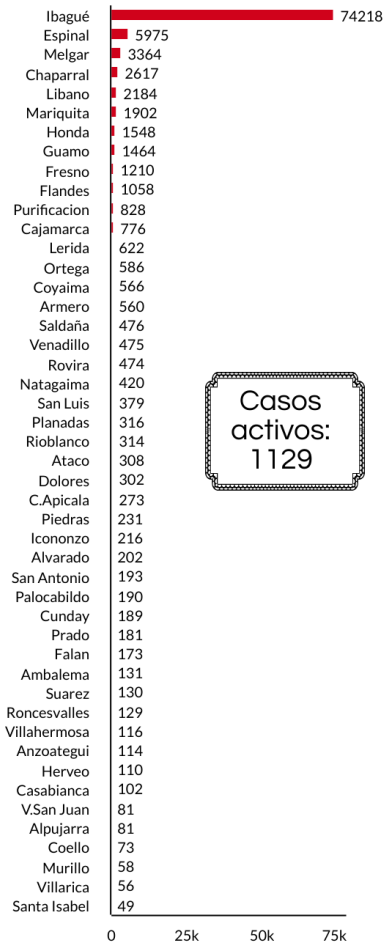 Ibagué 74218
Espinal 5975
Melgar 3364
Chaparral 2617
Libano 2184
Mariquita 1902
Honda 1548
Guamo 1464
Fresno 1210
Flandes 1058
Purificacion 828
Cajamarca 776
Lerida 622
Ortega 586
Coyaima 566
Armero 560
Saldaña 476
Venadillo 475
Rovira 474
Natagaima 420
San Luis 379
Planadas 316
Rioblanco 314
Ataco 308
Dolores 302
C.Apicala 273
Piedras 231
Icononzo 216
Alvarado 202
San Antonio 193
Palocabildo 190
Cunday 189
Prado 181
Falan 173
Ambalema 131
Suarez 130
Roncesvalles 129
Villahermosa 116
Anzoategui 114
Herveo 110
Casabianca 102
V.San Juan 81
Alpujarra 81
Coello 73
Murillo 58
Villarica 56
Santa Isabel 49
0 25k 50k 75k
Casos
activos:
1129